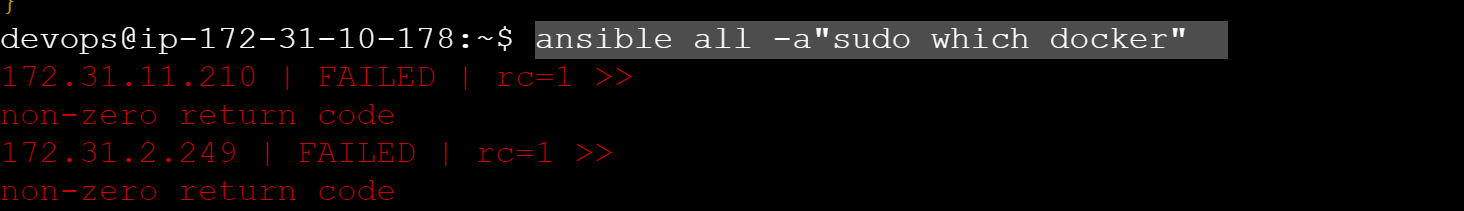 }
devops@ip-172-31-10-178:~$ ansible all -a"sudo which docker"
172.31.11.210 | FAILED | rc=1 >>
non-zero return code
172.31.2.249 | FAILED | rc=1 >>
non-zero return code